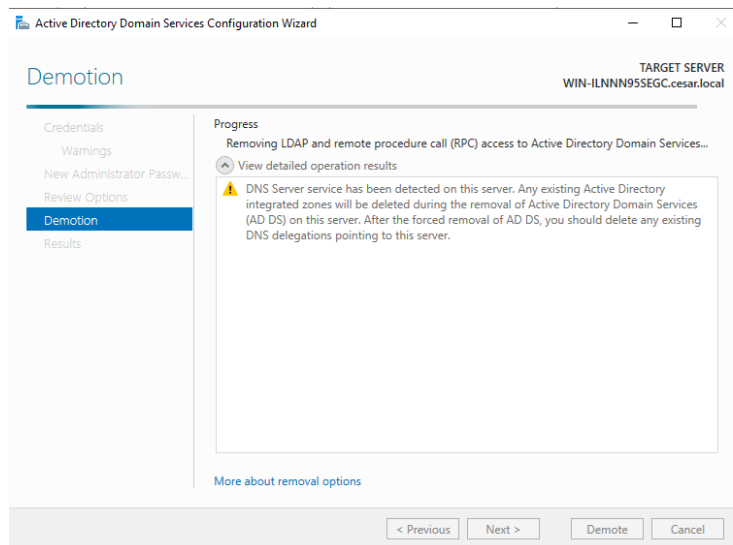 Active Directory Domain Services Configuration Wizard
Demotion
TARGET SERVER
WIN-ILNNN95SEGC.cesar.local
Credentials
Warnings
New Administrator Passw...
Review Options
Demotion
Results
Progress
Removing LDAP and remote procedure call (RPC) access to Active Directory Domain Services...
View detailed operation results
DNS Server service has been detected on this server. Any existing Active Directory
integrated zones will be deleted during the removal of Active Directory Domain Services
(AD DS) on this server. After the forced removal of AD DS, you should delete any existing
DNS delegations pointing to this server.
More about removal options
< Previous
Next >
Demote
Cancel